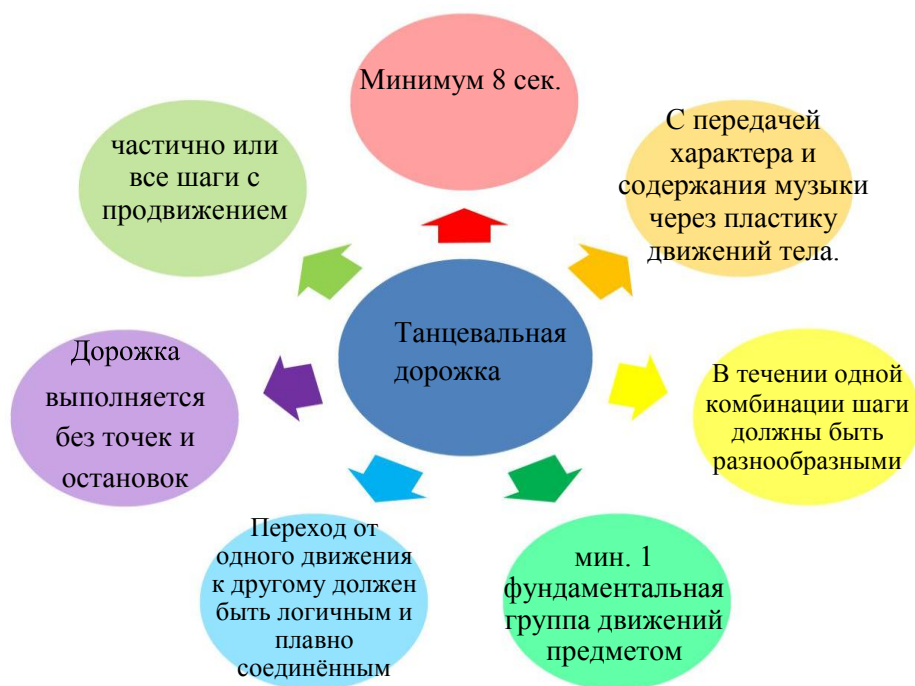 Минимум 8 сек.
С передачей
характера и
содержания музыки
через пластику
движений тела.
В течении одной
комбинации шаги
должны быть
разнообразными
мин. 1
фундаментальная
группа движений
предметом
Переход от
одного движения
к другому должен
быть логичным и
плавно
соединённым
Дорожка
выполняется
без точек и
остановок
частично или
все шаги с
продвижением
Танцевальная
дорожка